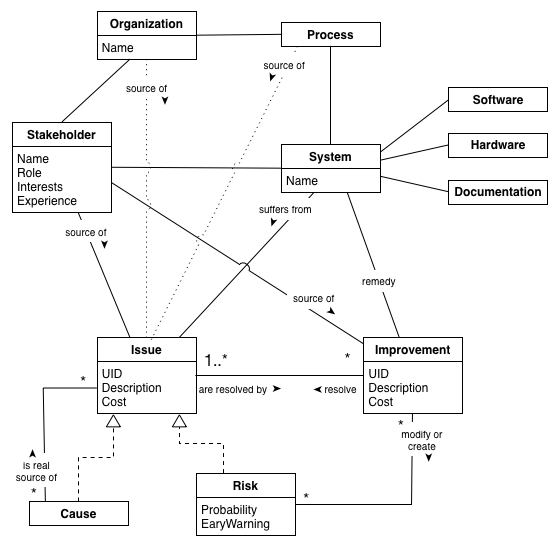 Organization
Name
Process
source of
source of
Software
Hardware
Documentation
Stakeholder
Name
Role
Interests
Experience
System
Name
source of
suffers from
remedy
source of
Issue
UID
Description
Cost
1..*
*
are resolved by
resolve
Improvement
UID
Description
Cost
*
is real
source of
*
*
modify or
create
Cause
Risk
Probability
EaryWarning
*